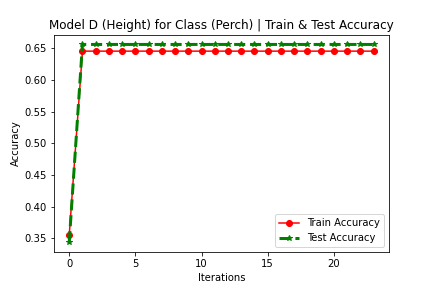 Model D (Height) for Class (Perch) | Train & Test Accuracy
0.65
0.60
0.55
0.50
0.45
0.40
0.35
Accuracy
Train Accuracy
Test Accuracy
0 5 10 15 20
Iterations